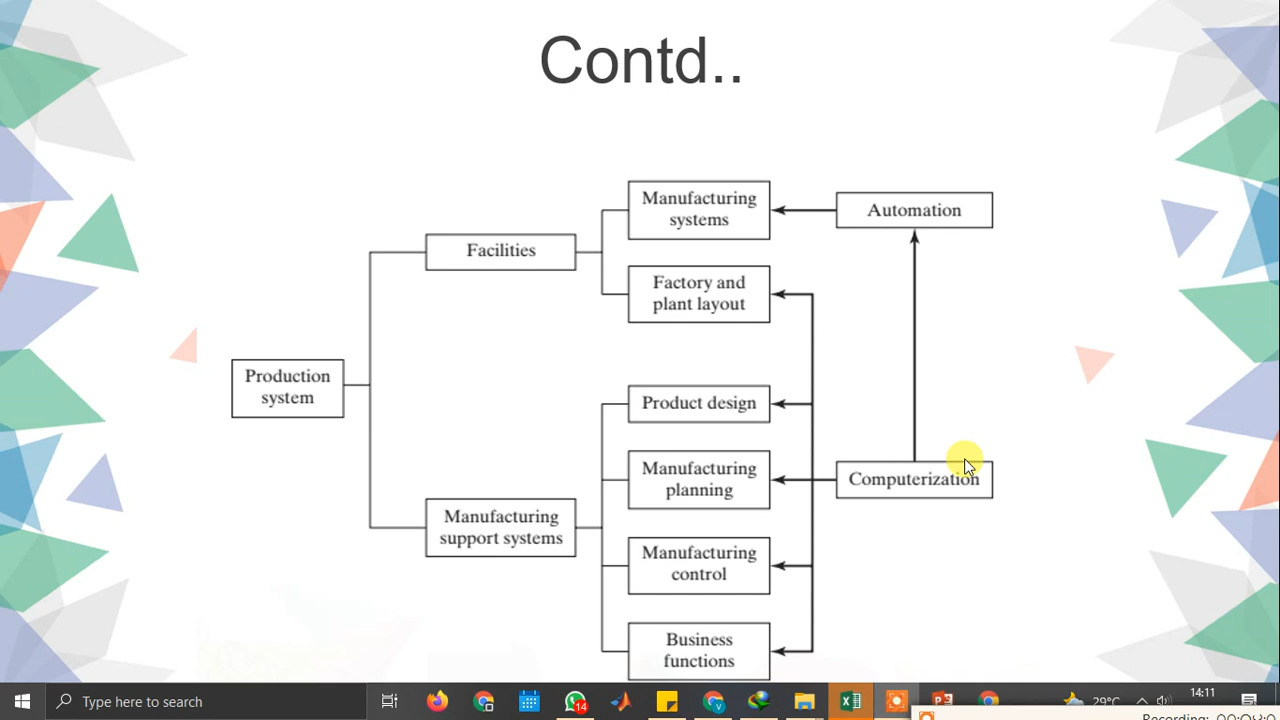 Contd..
Manufacturing
systems
Automation
Facilities
Factory and
plant layout
Production
system
Product design
Manufacturing
planning
Computerization
Manufacturing
support systems
Manufacturing
control
Business
functions
Type here to search
14
V
29°C
14:11